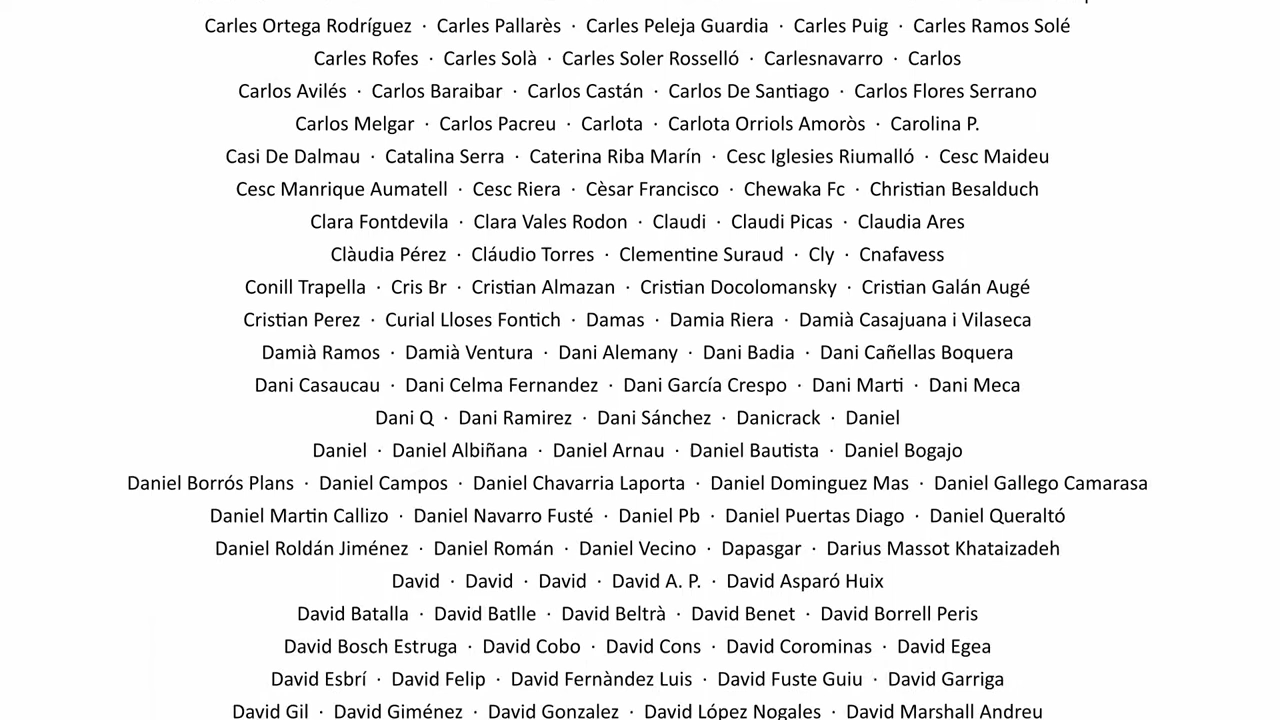 Carles Ortega Rodríguez · Carles Pallarès · Carles Peleja Guardia · Carles Puig · Carles Ramos Solé
Carles Rofes · Carles Solà · Carles Soler Rosselló · Carlesnavarro · Carlos
Carlos Avilés · Carlos Baraibar · Carlos Castán · Carlos De Santiago · Carlos Flores Serrano
Carlos Melgar · Carlos Pacreu · Carlota · Carlota Orriols Amoròs · Carolina P.
Casi De Dalmau · Catalina Serra · Caterina Riba Marín · Cesc Iglesies Riumalló · Cesc Maideu
Cesc Manrique Aumatell · Cesc Riera · Cèsar Francisco · Chewaka Fc · Christian Besalduch
Clara Fontdevila · Clara Vales Rodon · Claudi · Claudi Picas · Claudia Ares
Clàudia Pérez · Cláudio Torres · Clementine Suraud · Cly · Cnafavess
Conill Trapella · Cris Br · Cristian Almazan · Cristian Docolomansky · Cristian Galán Augé
Cristian Perez · Curial Lloses Fontich · Damas · Damia Riera · Damià Casajuana i Vilaseca
Damià Ramos · Damià Ventura · Dani Alemany · Dani Badia · Dani Cañellas Boquera
Dani Casaucau · Dani Celma Fernandez · Dani García Crespo · Dani Marti · Dani Meca
Dani Q · Dani Ramirez · Dani Sánchez · Danicrack · Daniel
Daniel · Daniel Albiñana · Daniel Arnau · Daniel Bautista · Daniel Bogajo
Daniel Borrós Plans · Daniel Campos · Daniel Chavarria Laporta · Daniel Dominguez Mas · Daniel Gallego Camarasa
Daniel Martin Callizo · Daniel Navarro Fusté · Daniel Pb · Daniel Puertas Diago · Daniel Queraltó
Daniel Roldán Jiménez · Daniel Román · Daniel Vecino · Dapasgar · Darius Massot Khataizadeh
David · David · David · David A. P. · David Asparó Huix
David Batalla · David Batlle · David Beltrà · David Benet · David Borrell Peris
David Bosch Estruga · David Cobo · David Cons · David Corominas · David Egea
David Esbrí · David Felip · David Fernàndez Luis · David Fuste Guiu · David Garriga
David Gil · David Giménez · David Gonzalez · David López Nogales · David Marshall Andreu